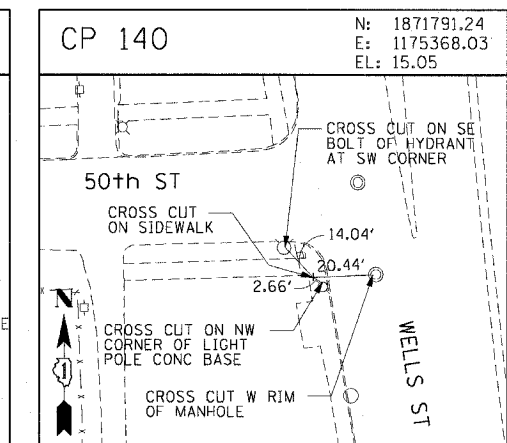 CP 140
N: 1871791.24
E: 1175368.03
EL: 15.05
CROSS CUT ON SE
BOLT OF HYDRANT
AT SW CORNER
50th ST
CROSS CUT
ON SIDEWALK
14.04'
20.44'
2.66'
N
E
CROSS CUT ON NW
CORNER OF LIGHT
POLE CONC BASE
WELLS ST
CROSS CUT W RIM
OF MANHOLE